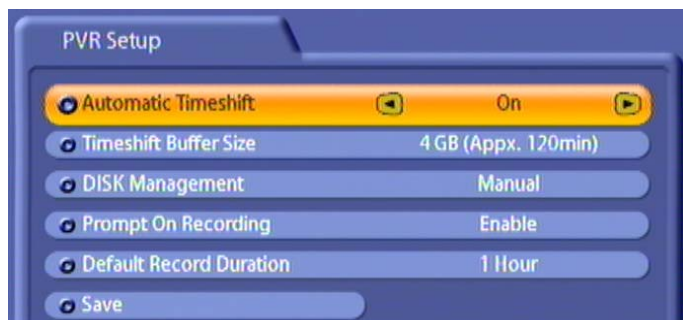 PVR Setup
Automatic Timeshift On
Timeshift Buffer Size 4 GB (Appx. 120min)
DISK Management Manual
Prompt On Recording Enable
Default Record Duration 1 Hour
Save